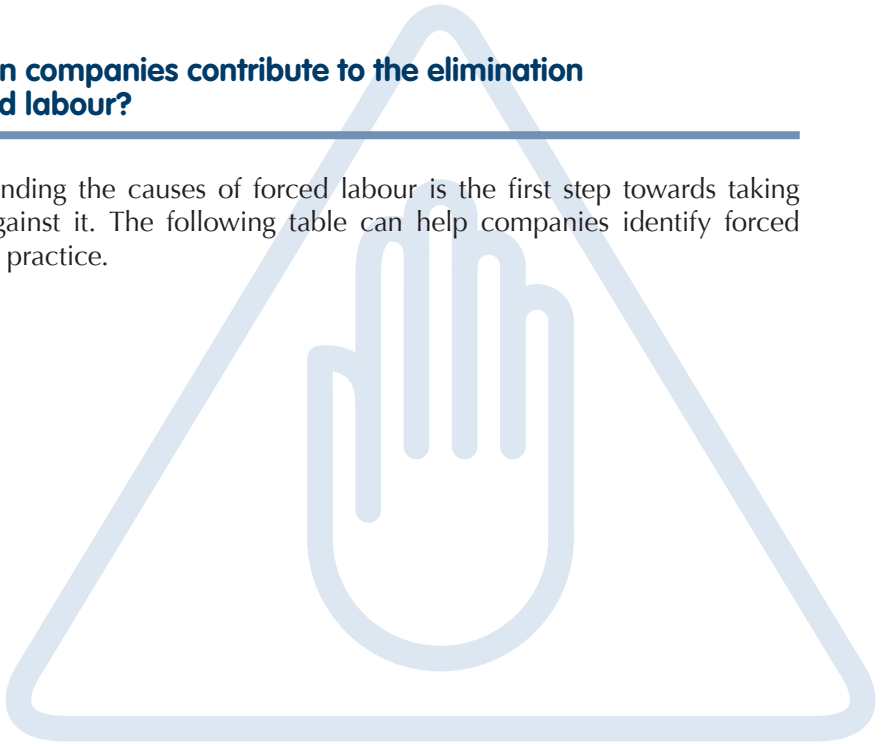 n companies contribute to the elimination
d labour?
nding the causes of forced labour is the first step towards taking
gainst it. The following table can help companies identify forced
practice.